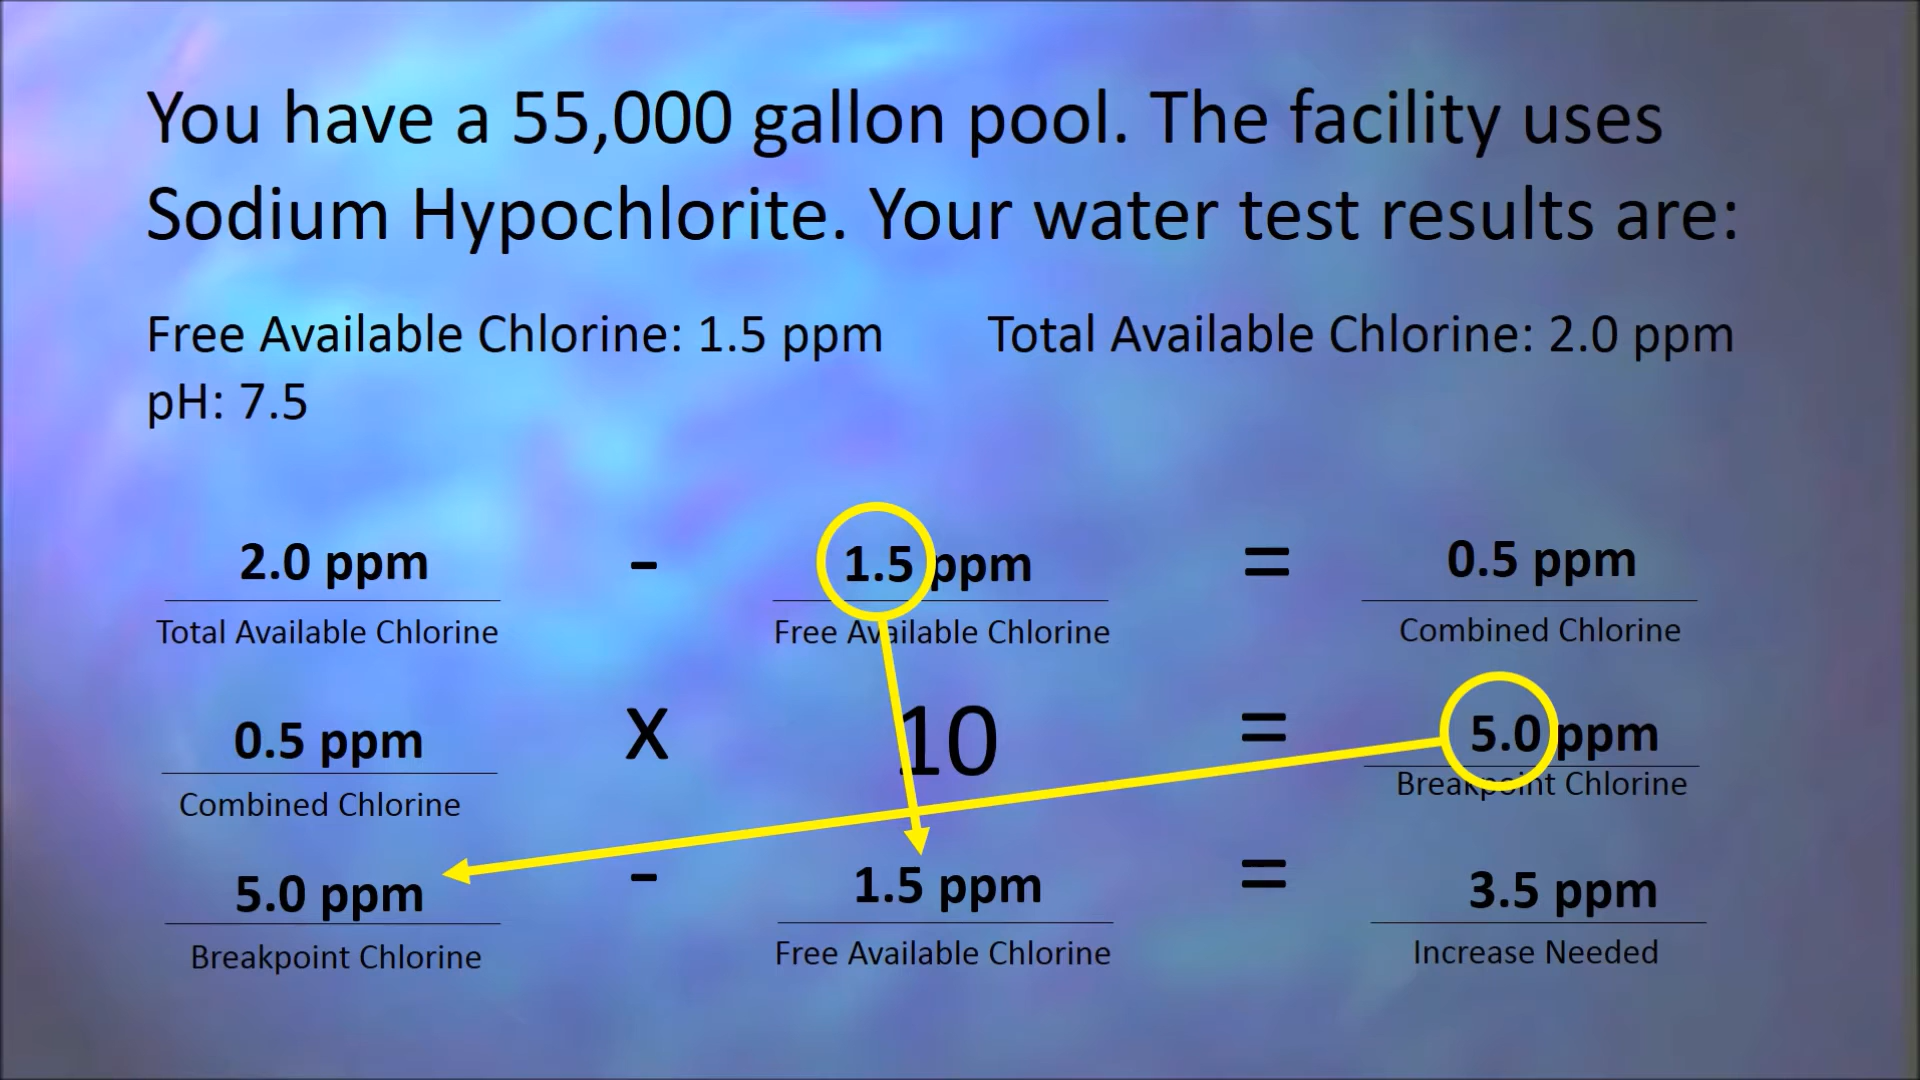 You have a 55,000 gallon pool. The facility uses
Sodium Hypochlorite. Your water test results are:
Free Available Chlorine: 1.5 ppm Total Available Chlorine: 2.0 ppm
pH: 7.5
2.0 ppm - 1.5 ppm = 0.5 ppm
Total Available Chlorine Free Available Chlorine Combined Chlorine
0.5 ppm X 10 = 5.0 ppm
Combined Chlorine Breakpoint Chlorine
5.0 ppm - 1.5 ppm = 3.5 ppm
Breakpoint Chlorine Free Available Chlorine Increase Needed